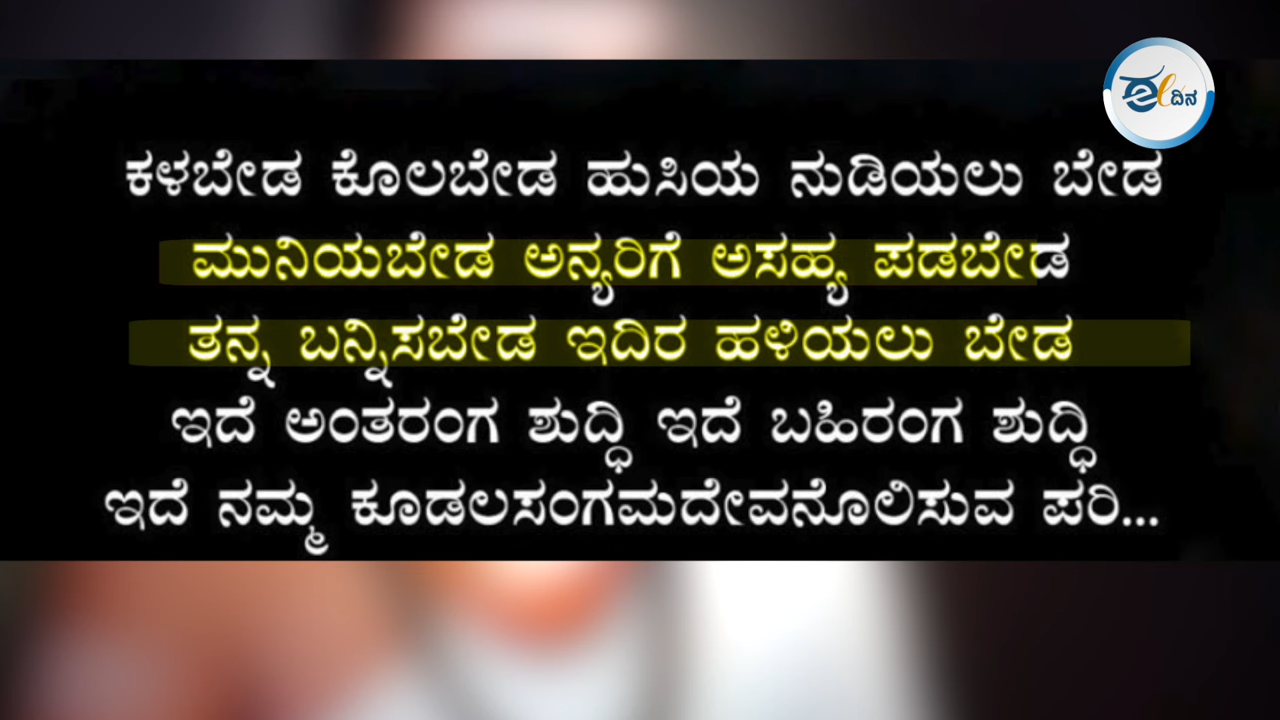 ಈ ದಿನ
ಕಳಬೇಡ ಕೊಲಬೇಡ ಹುಸಿಯ ನುಡಿಯಲು ಬೇಡ
ಮುನಿಯಬೇಡ ಅನ್ಯರಿಗೆ ಅಸಹ್ಯ ಪಡಬೇಡ
ತನ್ನ ಬನ್ನಿಸಬೇಡ ಇದಿರ ಹಳಿಯಲು ಬೇಡ
ಇದೆ ಅಂತರಂಗ ಶುದ್ಧಿ ಇದೆ ಬಹಿರಂಗ ಶುದ್ಧಿ
ಇದೆ ನಮ್ಮ ಕೂಡಲಸಂಗಮದೇವನೊಲಿಸುವ ಪರಿ...